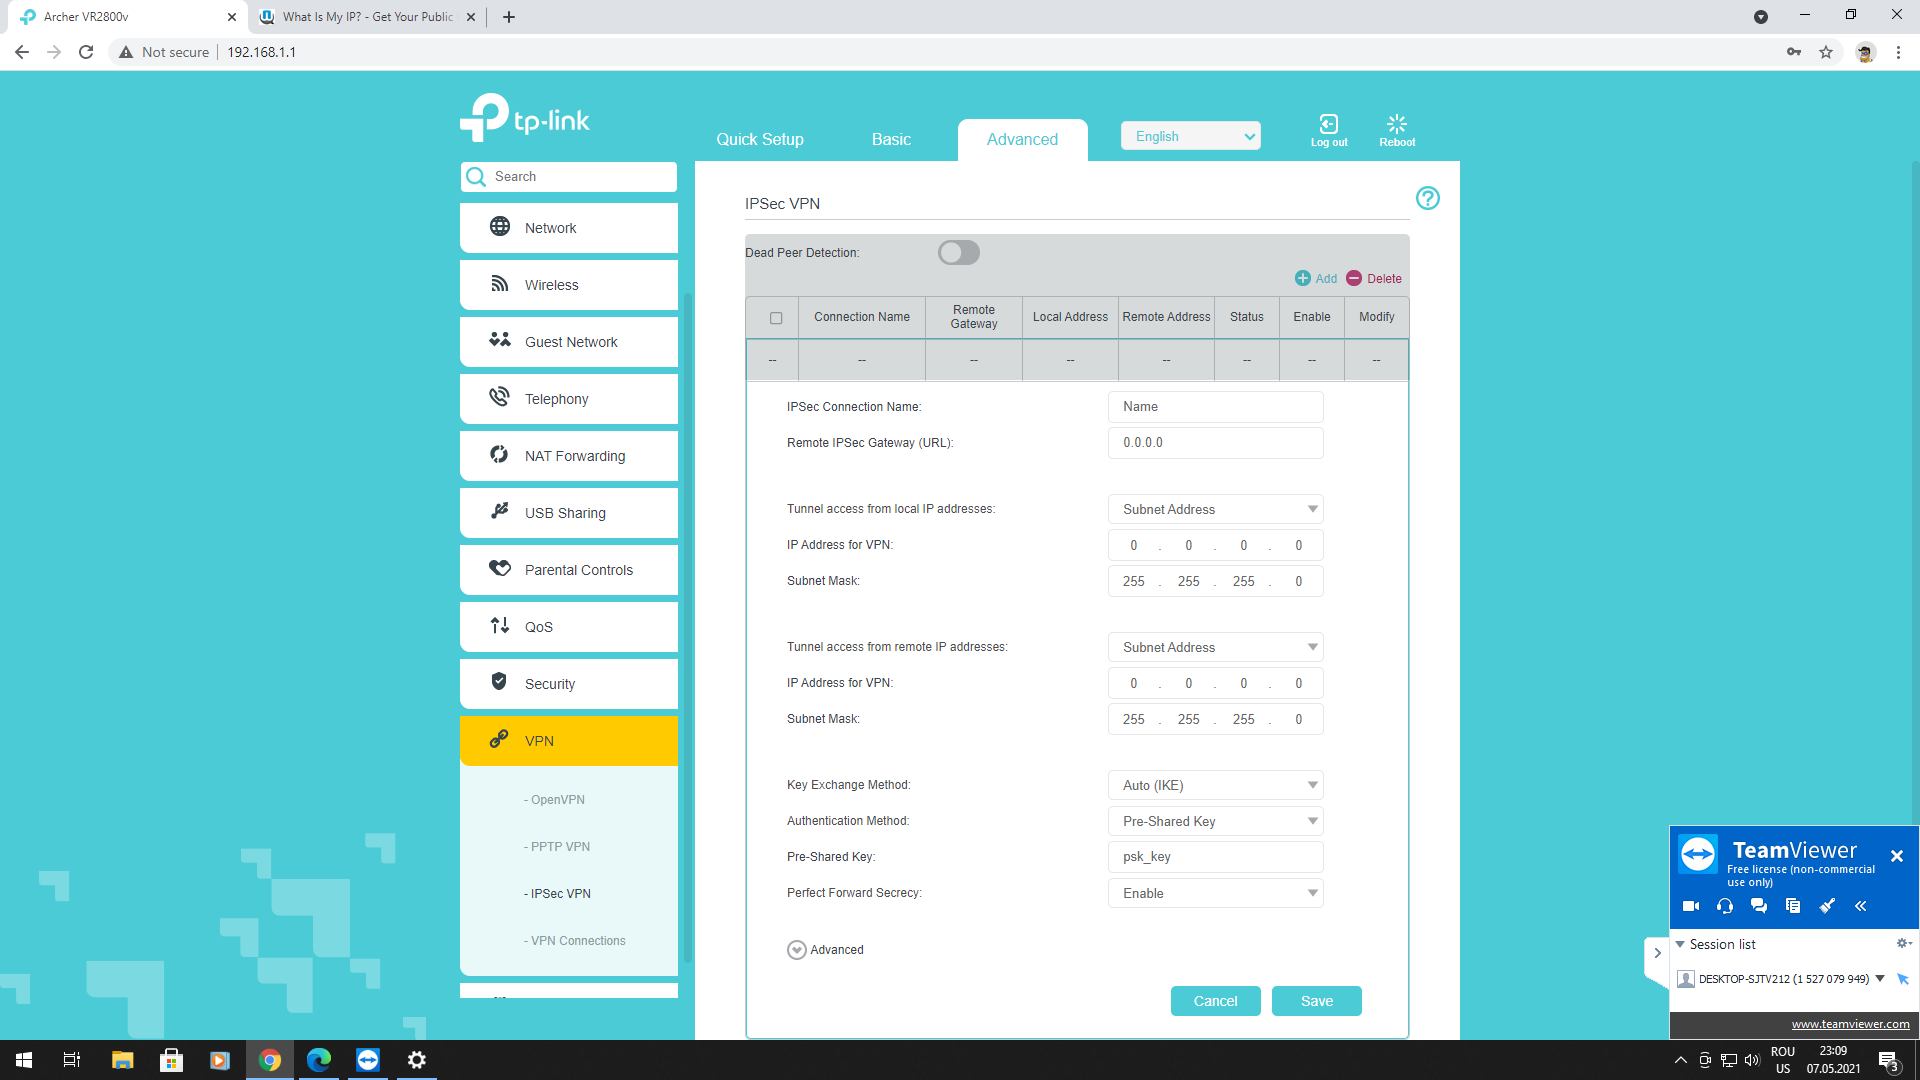 Archer VR2800v
What Is My IP? - Get Your Public
Not secure
192.168.1.1
tp-link
Quick Setup
Basic
Advanced
English
Log out
Reboot
Search
Network
Wireless
Guest Network
Telephony
NAT Forwarding
USB Sharing
Parental Controls
QoS
Security
VPN
- OpenVPN
- PPTP VPN
- IPSec VPN
- VPN Connections
IPSec VPN
Dead Peer Detection:
Add
Delete
Connection Name
Remote Gateway
Local Address
Remote Address
Status
Enable
Modify
-- -- -- -- -- -- -- --
IPSec Connection Name: Name
Remote IPSec Gateway (URL): 0.0.0.0
Tunnel access from local IP addresses: Subnet Address
IP Address for VPN: 0 . 0 . 0 . 0
Subnet Mask: 255 . 255 . 255 . 0
Tunnel access from remote IP addresses: Subnet Address
IP Address for VPN: 0 . 0 . 0 . 0
Subnet Mask: 255 . 255 . 255 . 0
Key Exchange Method: Auto (IKE)
Authentication Method: Pre-Shared Key
Pre-Shared Key: psk_key
Perfect Forward Secrecy: Enable
Advanced
Cancel
Save
TeamViewer
Free license (non-commercial
use only)
Session list
DESKTOP-SJTV212 (1 527 079 949)
www.teamviewer.com
ROU
US
23:09
07.05.2021
3